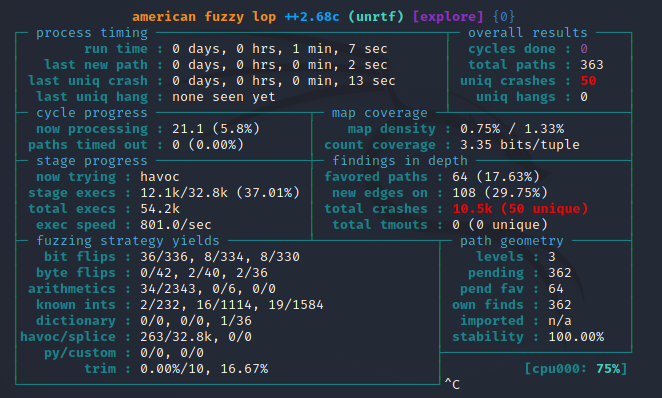 american fuzzy lop ++2.68c (unrtf) [explore] {0}
process timing overall results
run time : 0 days, 0 hrs, 1 min, 7 sec cycles done : 0
last new path : 0 days, 0 hrs, 0 min, 2 sec total paths : 363
last uniq crash : 0 days, 0 hrs, 0 min, 13 sec uniq crashes : 50
last uniq hang : none seen yet uniq hangs : 0
cycle progress map coverage
now processing : 21.1 (5.8%) map density : 0.75% / 1.33%
paths timed out : 0 (0.00%) count coverage : 3.35 bits/tuple
stage progress findings in depth
now trying : havoc favored paths : 64 (17.63%)
stage execs : 12.1k/32.8k (37.01%) new edges on : 108 (29.75%)
total execs : 54.2k total crashes : 10.5k (50 unique)
exec speed : 801.0/sec total tmouts : 0 (0 unique)
fuzzing strategy yields path geometry
bit flips : 36/336, 8/334, 8/330 levels : 3
byte flips : 0/42, 2/40, 2/36 pending : 362
arithmetics : 34/2343, 0/6, 0/0 pend fav : 64
known ints : 2/232, 16/1114, 19/1584 own finds : 362
dictionary : 0/0, 0/0, 1/36 imported : n/a
havoc/splice : 263/32.8k, 0/0 stability : 100.00%
py/custom : 0/0, 0/0
trim : 0.00%/10, 16.67% [cpu000: 75%]
^C